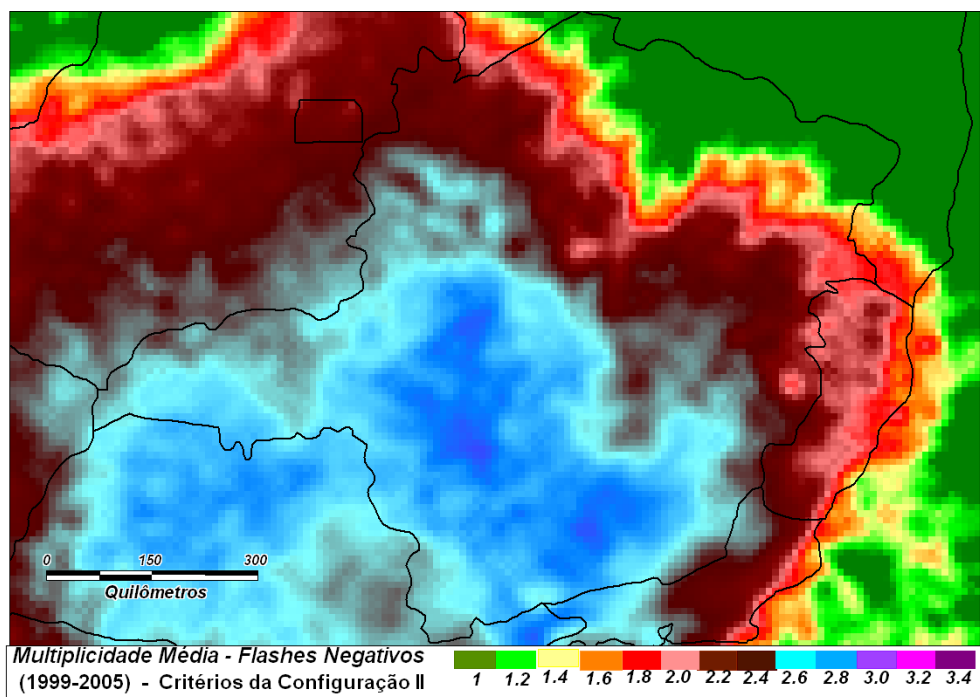 0 150 300
Quilômetros
Multiplicidade Média - Flashes Negativos
(1999-2005) - Critérios da Configuração II
1 1.2 1.4 1.6 1.8 2.0 2.2 2.4 2.6 2.8 3.0 3.2 3.4